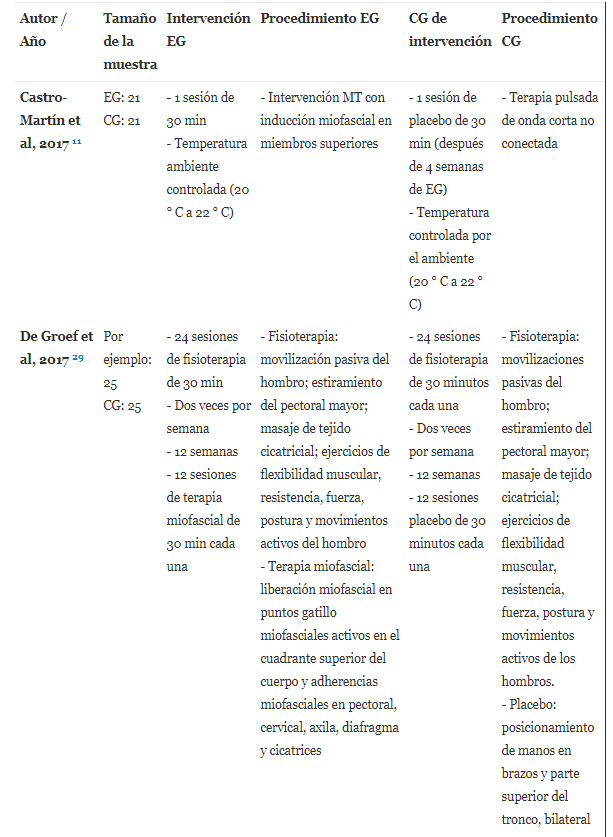 Autor /
Año
Tamaño
de la
muestra
Intervención
EG
Procedimiento EG
CG de
intervención
Procedimiento
CG
Castro-
Martín et
al, 2017 11
EG: 21
CG: 21
- 1 sesión de
30 min
- Temperatura
ambiente
controlada (20
° C a 22 ° C)
- Intervención MT con
inducción miofascial en
miembros superiores
- 1 sesión de
placebo de 30
min (después
de 4 semanas
de EG)
- Temperatura
controlada por
el ambiente
(20 ° C a 22 °
C)
- Terapia pulsada
de onda corta no
conectada
De Groef et
al, 2017 29
Por
ejemplo:
25
CG: 25
- 24 sesiones
de fisioterapia
de 30 min
- Dos veces por
semana
- 12 semanas
- 12 sesiones
de terapia
miofascial de
30 min cada
una
- Fisioterapia:
movilización pasiva del
hombro; estiramiento
del pectoral mayor;
masaje de tejido
cicatricial; ejercicios de
flexibilidad muscular,
resistencia, fuerza,
postura y movimientos
activos del hombro
- Terapia miofascial:
liberación miofascial en
puntos gatillo
miofasciales activos en el
cuadrante superior del
cuerpo y adherencias
miofasciales en pectoral,
cervical, axila, diafragma
y cicatrices
- 24 sesiones
de fisioterapia
de 30 minutos
cada una
- Dos veces
por semana
- 12 semanas
- 12 sesiones
placebo de 30
minutos cada
una
- Fisioterapia:
movilizaciones
pasivas del
hombro;
estiramiento del
pectoral mayor;
masaje de tejido
cicatricial;
ejercicios de
flexibilidad
muscular,
resistencia,
fuerza, postura y
movimientos
activos de los
hombros.
- Placebo:
posicionamiento
de manos en
brazos y parte
superior del
tronco, bilateral